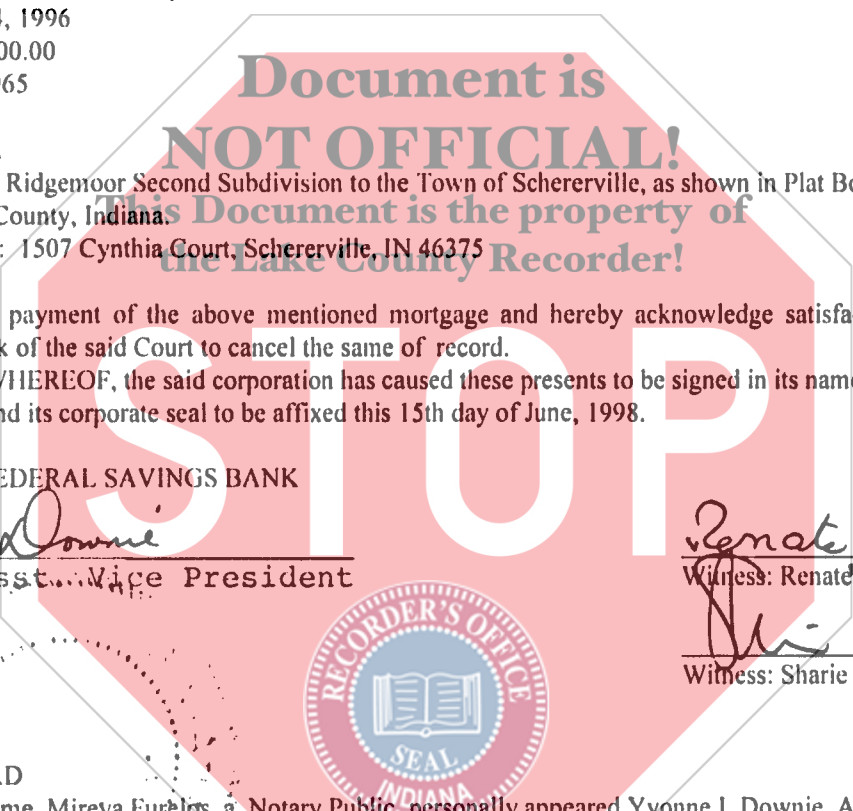 4, 1996
00.00
965
Document is
NOT OFFICIAL!
Ridgemoor Second Subdivision to the Town of Schererville, as shown in Plat Bo
County, Indiana.
This Document is the property of
: 1507 Cynthia Court, Schererville, IN 46375
the Lake County Recorder!
payment of the above mentioned mortgage and hereby acknowledge satisfa
k of the said Court to cancel the same of record.
WHEREOF, the said corporation has caused these presents to be signed in its name
nd its corporate seal to be affixed this 15th day of June, 1998.
STOP
EDERAL SAVINGS BANK
Downie
Renate
sst. Vice President
Witness: Renate
Witness: Sharie
RECORDER'S OFFICE
SEAL
INDIANA
AD
me, Mireya Fureios, a Notary Public, personally appeared Yvonne J. Downie, A